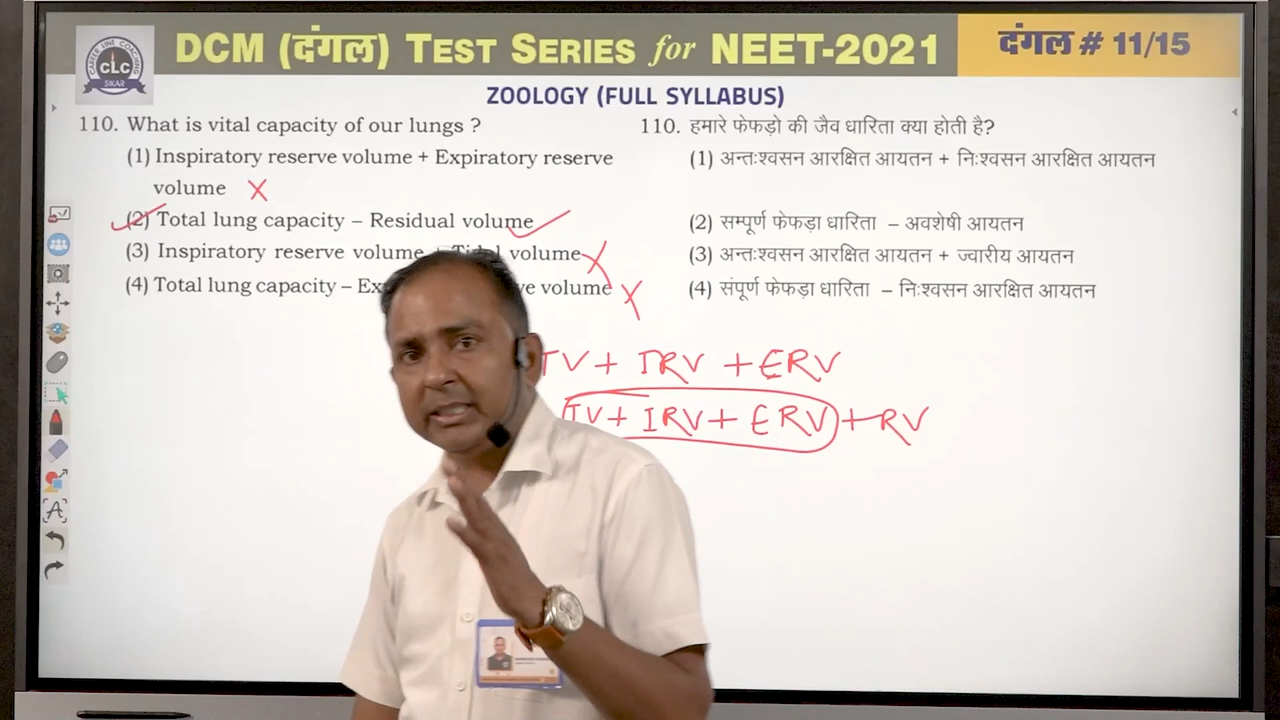 DCM (दंगल) TEST SERIES for NEET-2021
दंगल # 11/15
CAREER LINE COACHING
CLC
SIKAR
ZOOLOGY (FULL SYLLABUS)
110. What is vital capacity of our lungs ?
(1) Inspiratory reserve volume + Expiratory reserve
volume X
(2) Total lung capacity – Residual volume
(3) Inspiratory reserve volume volume
(4) Total lung capacity – volume
110. हमारे फेफड़ो की जैव धारिता क्या होती है?
(1) अन्तःश्वसन आरक्षित आयतन + निःश्वसन आरक्षित आयतन
(2) सम्पूर्ण फेफड़ा धारिता – अवशेषी आयतन
(3) अन्तःश्वसन आरक्षित आयतन + ज्वारीय आयतन
(4) संपूर्ण फेफड़ा धारिता – निःश्वसन आरक्षित आयतन
TV + IRV + ERV
TV + IRV + ERV + RV